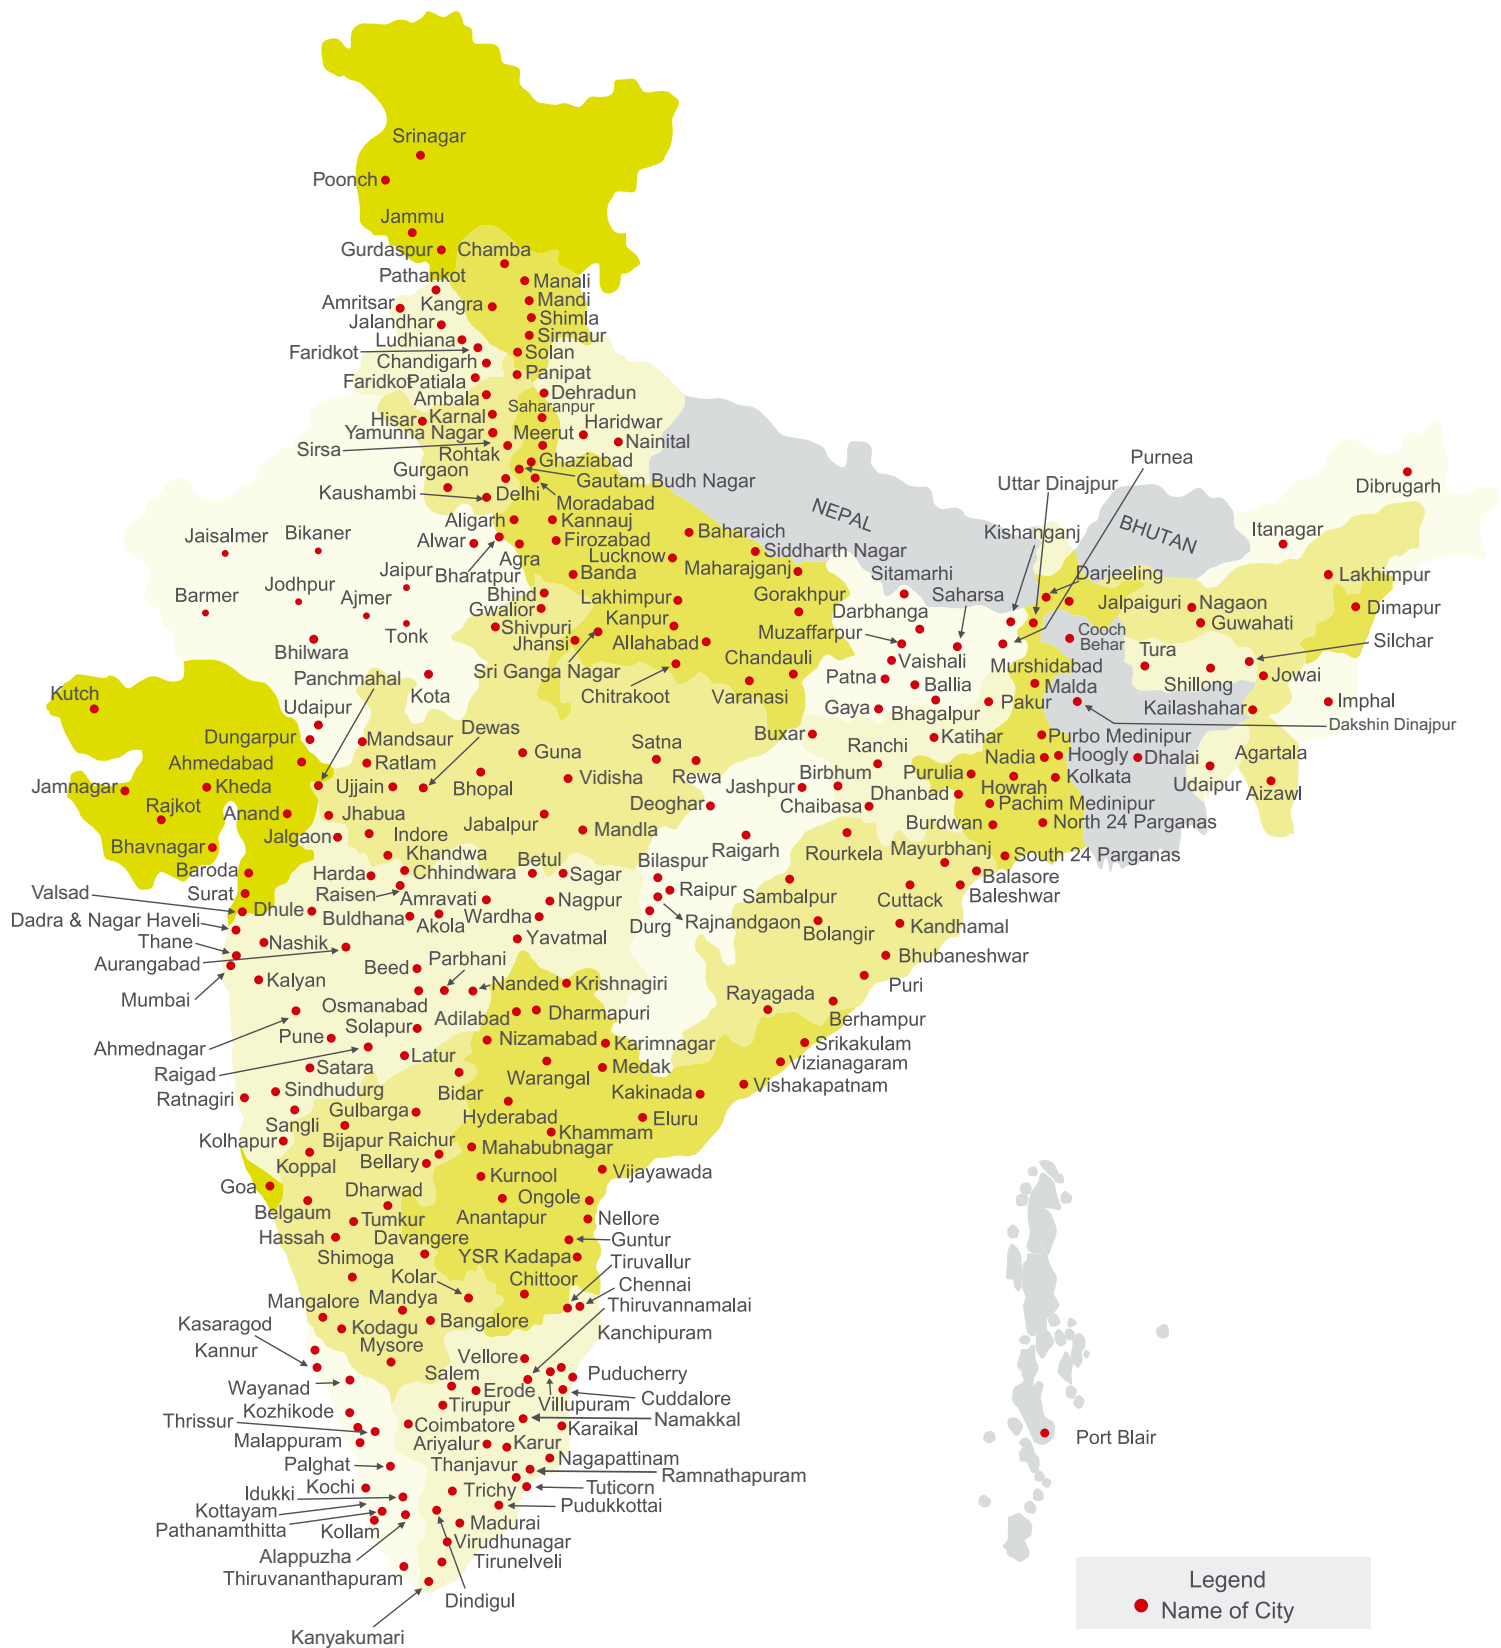 Srinagar
Poonch
Jammu
Gurdaspur
Chamba
Pathankot
Manali
Amritsar
Kangra
Mandi
Jalandhar
Shimla
Ludhiana
Sirmaur
Faridkot
Solan
Chandigarh
Faridkot
Patiala
Panipat
Ambala
Dehradun
Saharanpur
Hisar
Karnal
Haridwar
Yamunna Nagar
Meerut
Nainital
Sirsa
Rohtak
Ghaziabad
Purnea
Gurgaon
Gautam Budh Nagar
Uttar Dinajpur
Dibrugarh
Kaushambi
Delhi
Moradabad
NEPAL
Aligarh
Kannauj
Baharaich
Kishanganj
BHUTAN
Itanagar
Jaisalmer
Bikaner
Alwar
Firozabad
Agra
Lucknow
Siddharth Nagar
Bharatpur
Maharajganj
Sitamarhi
Darjeeling
Lakhimpur
Jodhpur
Jaipur
Banda
Barmer
Ajmer
Bhind
Lakhimpur
Gorakhpur
Saharsa
Jalpaiguri
Nagaon
Dimapur
Gwalior
Darbhanga
Kanpur
Guwahati
Tonk
Shivpuri
Muzaffarpur
Cooch
Behar
Silchar
Bhilwara
Jhansi
Allahabad
Tura
Panchmahal
Sri Ganga Nagar
Chandauli
Vaishali
Murshidabad
Shillong
Jowai
Kutch
Kota
Chitrakoot
Varanasi
Patna
Ballia
Malda
Udaipur
Gaya
Bhagalpur
Pakur
Kailashahar
Imphal
Dakshin Dinajpur
Dungarpur
Mandsaur
Dewas
Buxar
Katihar
Purbo Medinipur
Ahmedabad
Ratlam
Guna
Satna
Ranchi
Nadia
Hoogly
Dhalai
Agartala
Jamnagar
Kheda
Ujjain
Bhopal
Vidisha
Rewa
Birbhum
Purulia
Kolkata
Udaipur
Jashpur
Howrah
Aizawl
Rajkot
Anand
Jhabua
Deoghar
Chaibasa
Dhanbad
Pachim Medinipur
Jalgaon
Indore
Jabalpur
Mandla
Burdwan
North 24 Parganas
Bhavnagar
Khandwa
Raigarh
Rourkela
Mayurbhanj
South 24 Parganas
Baroda
Harda
Chhindwara
Betul
Sagar
Bilaspur
Balasore
Valsad
Surat
Raisen
Raipur
Sambalpur
Cuttack
Baleshwar
Dhule
Amravati
Nagpur
Dadra & Nagar Haveli
Buldhana
Akola
Wardha
Durg
Rajnandgaon
Bolangir
Kandhamal
Thane
Nashik
Yavatmal
Aurangabad
Beed
Parbhani
Bhubaneshwar
Mumbai
Kalyan
Nanded
Krishnagiri
Puri
Osmanabad
Rayagada
Adilabad
Dharmapuri
Berhampur
Solapur
Ahmednagar
Pune
Nizamabad
Karimnagar
Srikakulam
Latur
Raigad
Satara
Warangal
Medak
Vizianagaram
Ratnagiri
Sindhudurg
Bidar
Kakinada
Vishakapatnam
Gulbarga
Hyderabad
Eluru
Sangli
Khammam
Kolhapur
Bijapur
Raichur
Mahabubnagar
Koppal
Bellary
Kurnool
Vijayawada
Goa
Dharwad
Belgaum
Anantapur
Ongole
Tumkur
Nellore
Hassah
Davangere
Guntur
Shimoga
YSR Kadapa
Tiruvallur
Kolar
Chittoor
Chennai
Mangalore
Mandya
Thiruvannamalai
Kasaragod
Kodagu
Bangalore
Kanchipuram
Kannur
Mysore
Vellore
Wayanad
Salem
Erode
Puducherry
Kozhikode
Tirupur
Villupuram
Cuddalore
Thrissur
Coimbatore
Namakkal
Malappuram
Ariyalur
Karur
Karaikal
Port Blair
Palghat
Thanjavur
Nagapattinam
Idukki
Kochi
Trichy
Ramnathapuram
Kottayam
Tuticorn
Pathanamthitta
Kollam
Pudukkottai
Madurai
Alappuzha
Virudhunagar
Thiruvananthapuram
Tirunelveli
Dindigul
Kanyakumari
Legend
Name of City